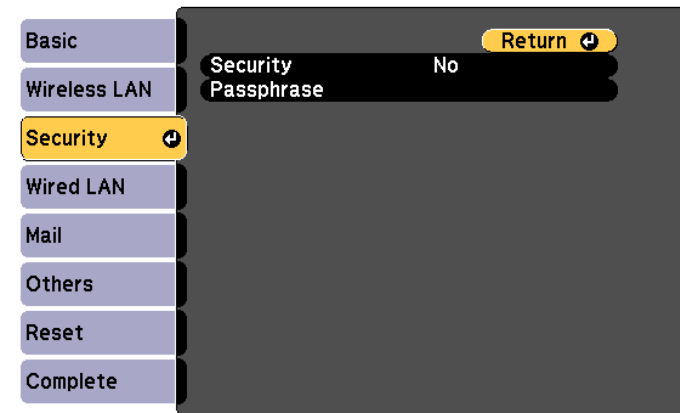 Basic
Wireless LAN
Security
Wired LAN
Mail
Others
Reset
Complete
Return
Security No
Passphrase